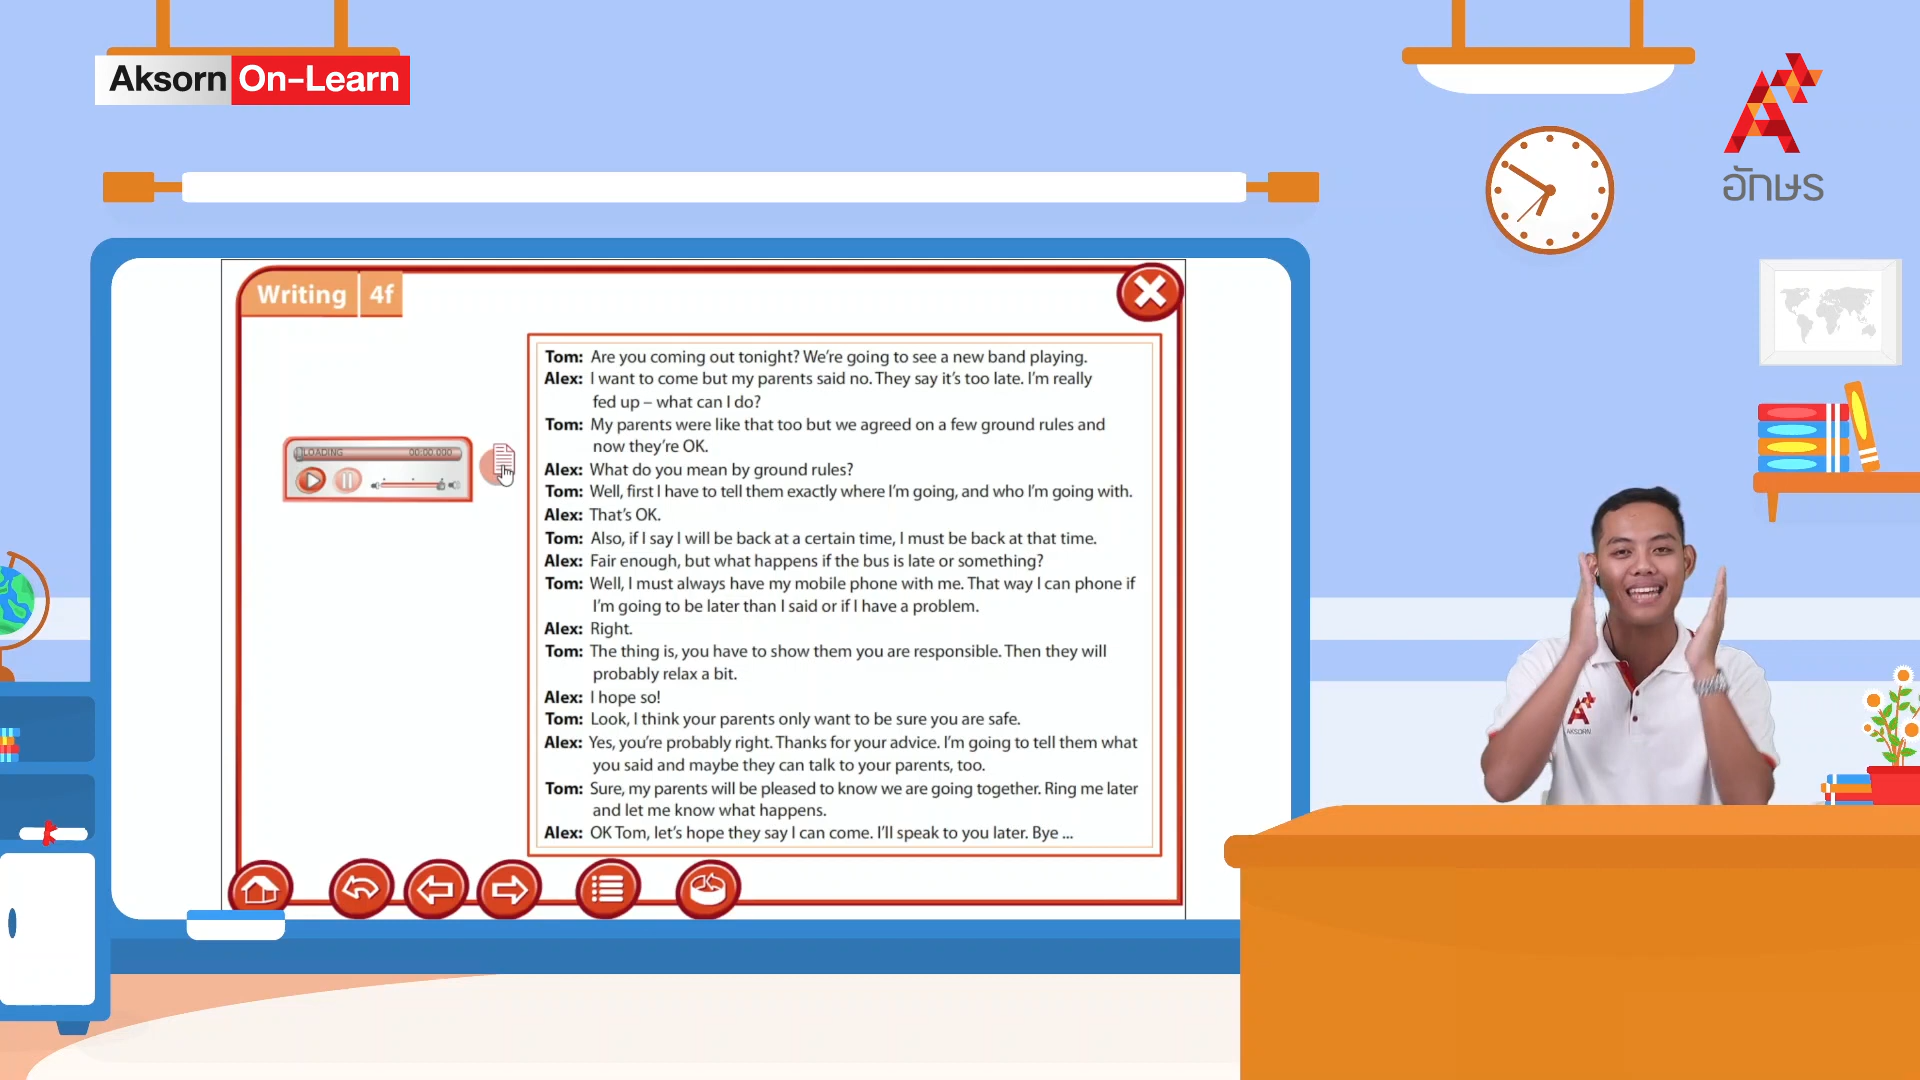 Aksorn On-Learn
อักษร
Writing 4f
LOADING 00:00.000
Tom: Are you coming out tonight? We're going to see a new band playing.
Alex: I want to come but my parents said no. They say it's too late. I'm really
fed up – what can I do?
Tom: My parents were like that too but we agreed on a few ground rules and
now they're OK.
Alex: What do you mean by ground rules?
Tom: Well, first I have to tell them exactly where I'm going, and who I'm going with.
Alex: That's OK.
Tom: Also, if I say I will be back at a certain time, I must be back at that time.
Alex: Fair enough, but what happens if the bus is late or something?
Tom: Well, I must always have my mobile phone with me. That way I can phone if
I'm going to be later than I said or if I have a problem.
Alex: Right.
Tom: The thing is, you have to show them you are responsible. Then they will
probably relax a bit.
Alex: I hope so!
Tom: Look, I think your parents only want to be sure you are safe.
Alex: Yes, you're probably right. Thanks for your advice. I'm going to tell them what
you said and maybe they can talk to your parents, too.
Tom: Sure, my parents will be pleased to know we are going together. Ring me later
and let me know what happens.
Alex: OK Tom, let's hope they say I can come. I'll speak to you later. Bye ...
AKSORN